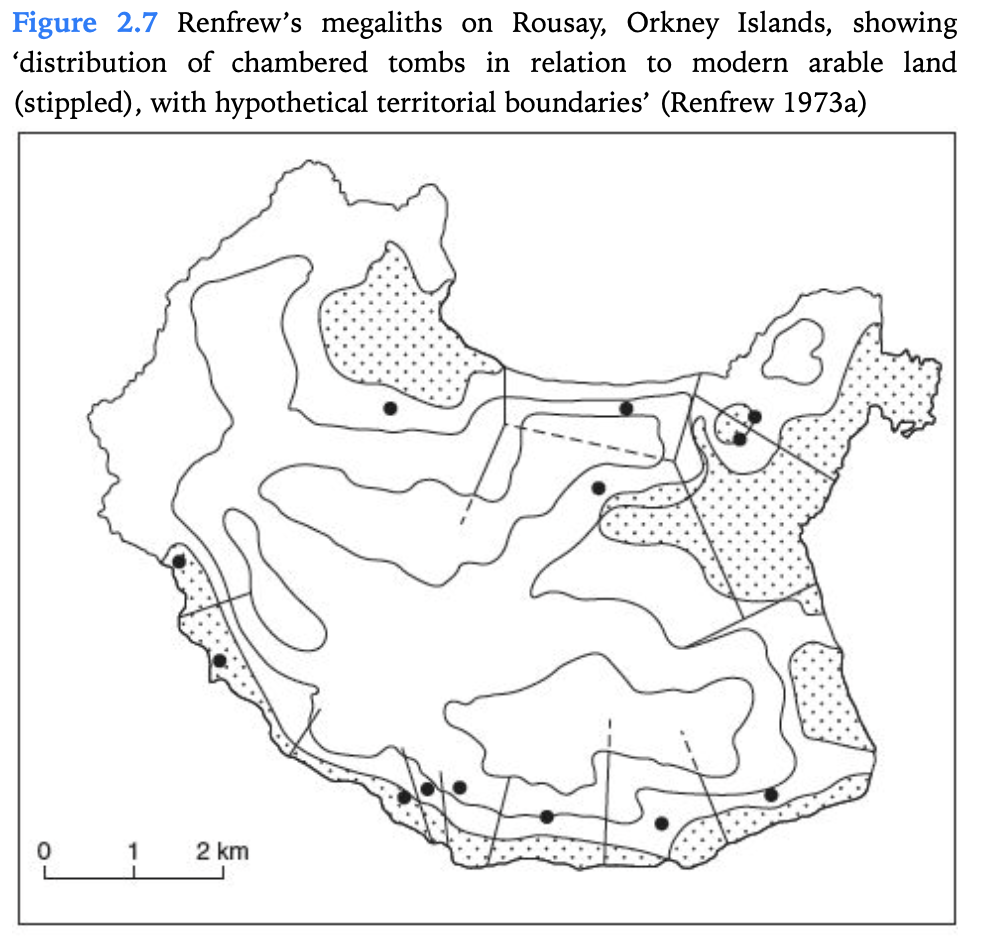 Figure 2.7 Renfrew’s megaliths on Rousay, Orkney Islands, showing
‘distribution of chambered tombs in relation to modern arable land
(stippled), with hypothetical territorial boundaries’ (Renfrew 1973a)
0 1 2 km